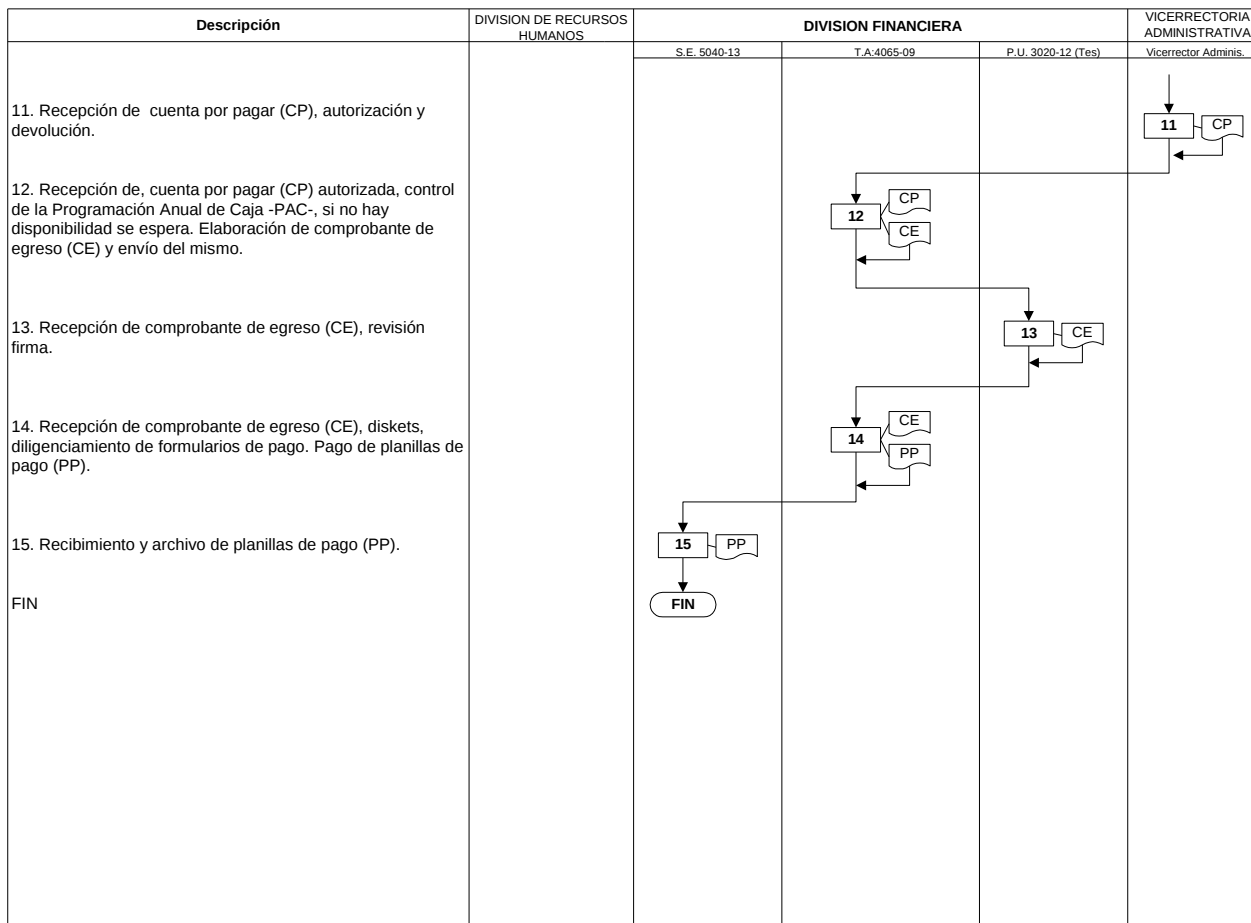 Descripción
DIVISION DE RECURSOS
HUMANOS
DIVISION FINANCIERA
VICERRECTORIA
ADMINISTRATIVA
S.E. 5040-13
T.A:4065-09
P.U. 3020-12 (Tes)
Vicerrector Adminis.
11. Recepción de  cuenta por pagar (CP), autorización y
devolución.
11
CP
12. Recepción de, cuenta por pagar (CP) autorizada, control
de la Programación Anual de Caja -PAC-, si no hay
disponibilidad se espera. Elaboración de comprobante de
egreso (CE) y envío del mismo.
12
CP
CE
13. Recepción de comprobante de egreso (CE), revisión
firma.
13
CE
14. Recepción de comprobante de egreso (CE), diskets,
diligenciamiento de formularios de pago. Pago de planillas de
pago (PP).
14
CE
PP
15. Recibimiento y archivo de planillas de pago (PP).
15
PP
FIN
FIN